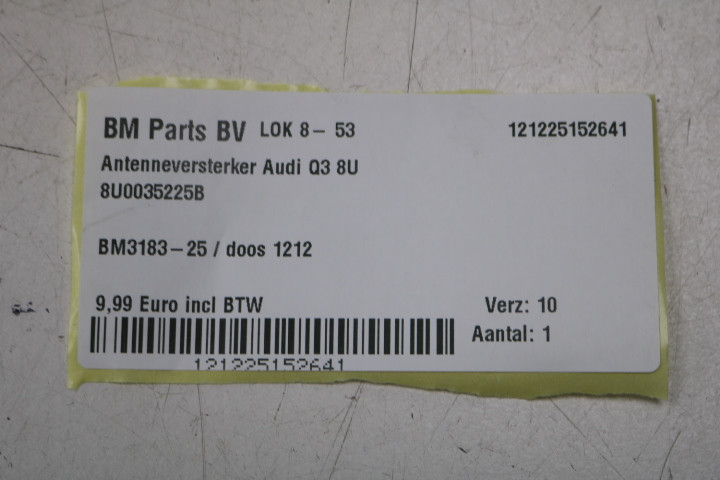 BM Parts BV LOK 8- 53 121225152641
Antenneversterker Audi Q3 8U
8U0035225B
BM3183-25 / doos 1212
9,99 Euro incl BTW Verz: 10
Aantal: 1
121225152641